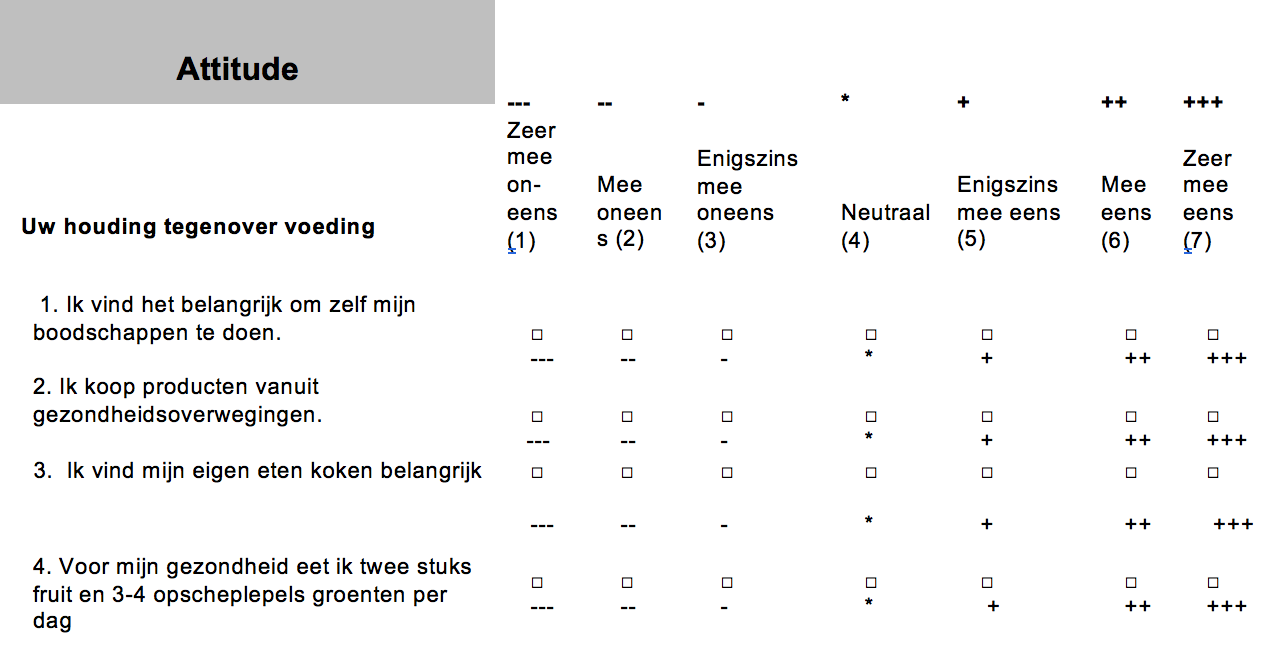 Attitude
--- -- - * + ++ +++
Zeer
mee Enigszins Zeer
on- Mee mee Enigszins Mee mee
eens oneen oneens Neutraal mee eens eens eens
(1) s (2) (3) (4) (5) (6) (7)
Uw houding tegenover voeding
1. Ik vind het belangrijk om zelf mijn
boodschappen te doen. □ □ □ □ □ □ □
--- -- - * + ++ +++
2. Ik koop producten vanuit
gezondheidsoverwegingen. □ □ □ □ □ □ □
--- -- - * + ++ +++
3. Ik vind mijn eigen eten koken belangrijk □ □ □ □ □ □ □
--- -- - * + ++ +++
4. Voor mijn gezondheid eet ik twee stuks
fruit en 3-4 opscheplepels groenten per □ □ □ □ □ □ □
dag --- -- - * + ++ +++